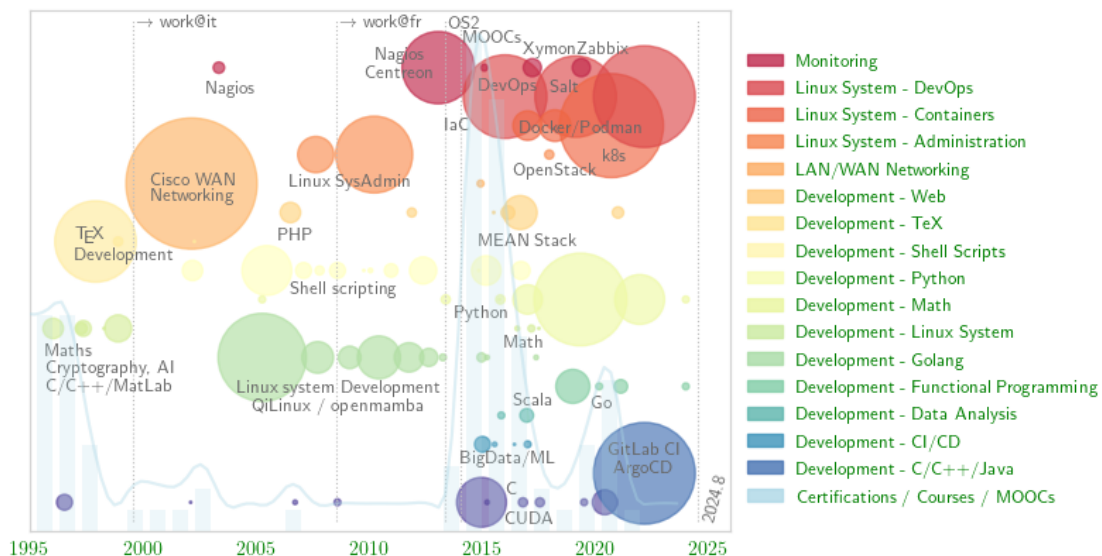 → work@it
→ work@fr
OS2
MOOCs
Nagios
Centreon
XymonZabbix
Nagios
DevOps
Salt
IaC
Docker/Podman
k8s
OpenStack
Cisco WAN
Networking
Linux SysAdmin
PHP
MEAN Stack
TEX
Development
Shell scripting
Python
Math
Maths
Cryptography, AI
C/C++/MatLab
Linux system Development
QiLinux / openmamba
Scala
Go
BigData/ML
GitLab CI
ArgoCD
C
CUDA
2024.8
1995
2000
2005
2010
2015
2020
2025
Monitoring
Linux System - DevOps
Linux System - Containers
Linux System - Administration
LAN/WAN Networking
Development - Web
Development - TeX
Development - Shell Scripts
Development - Python
Development - Math
Development - Linux System
Development - Golang
Development - Functional Programming
Development - Data Analysis
Development - CI/CD
Development - C/C++/Java
Certifications / Courses / MOOCs